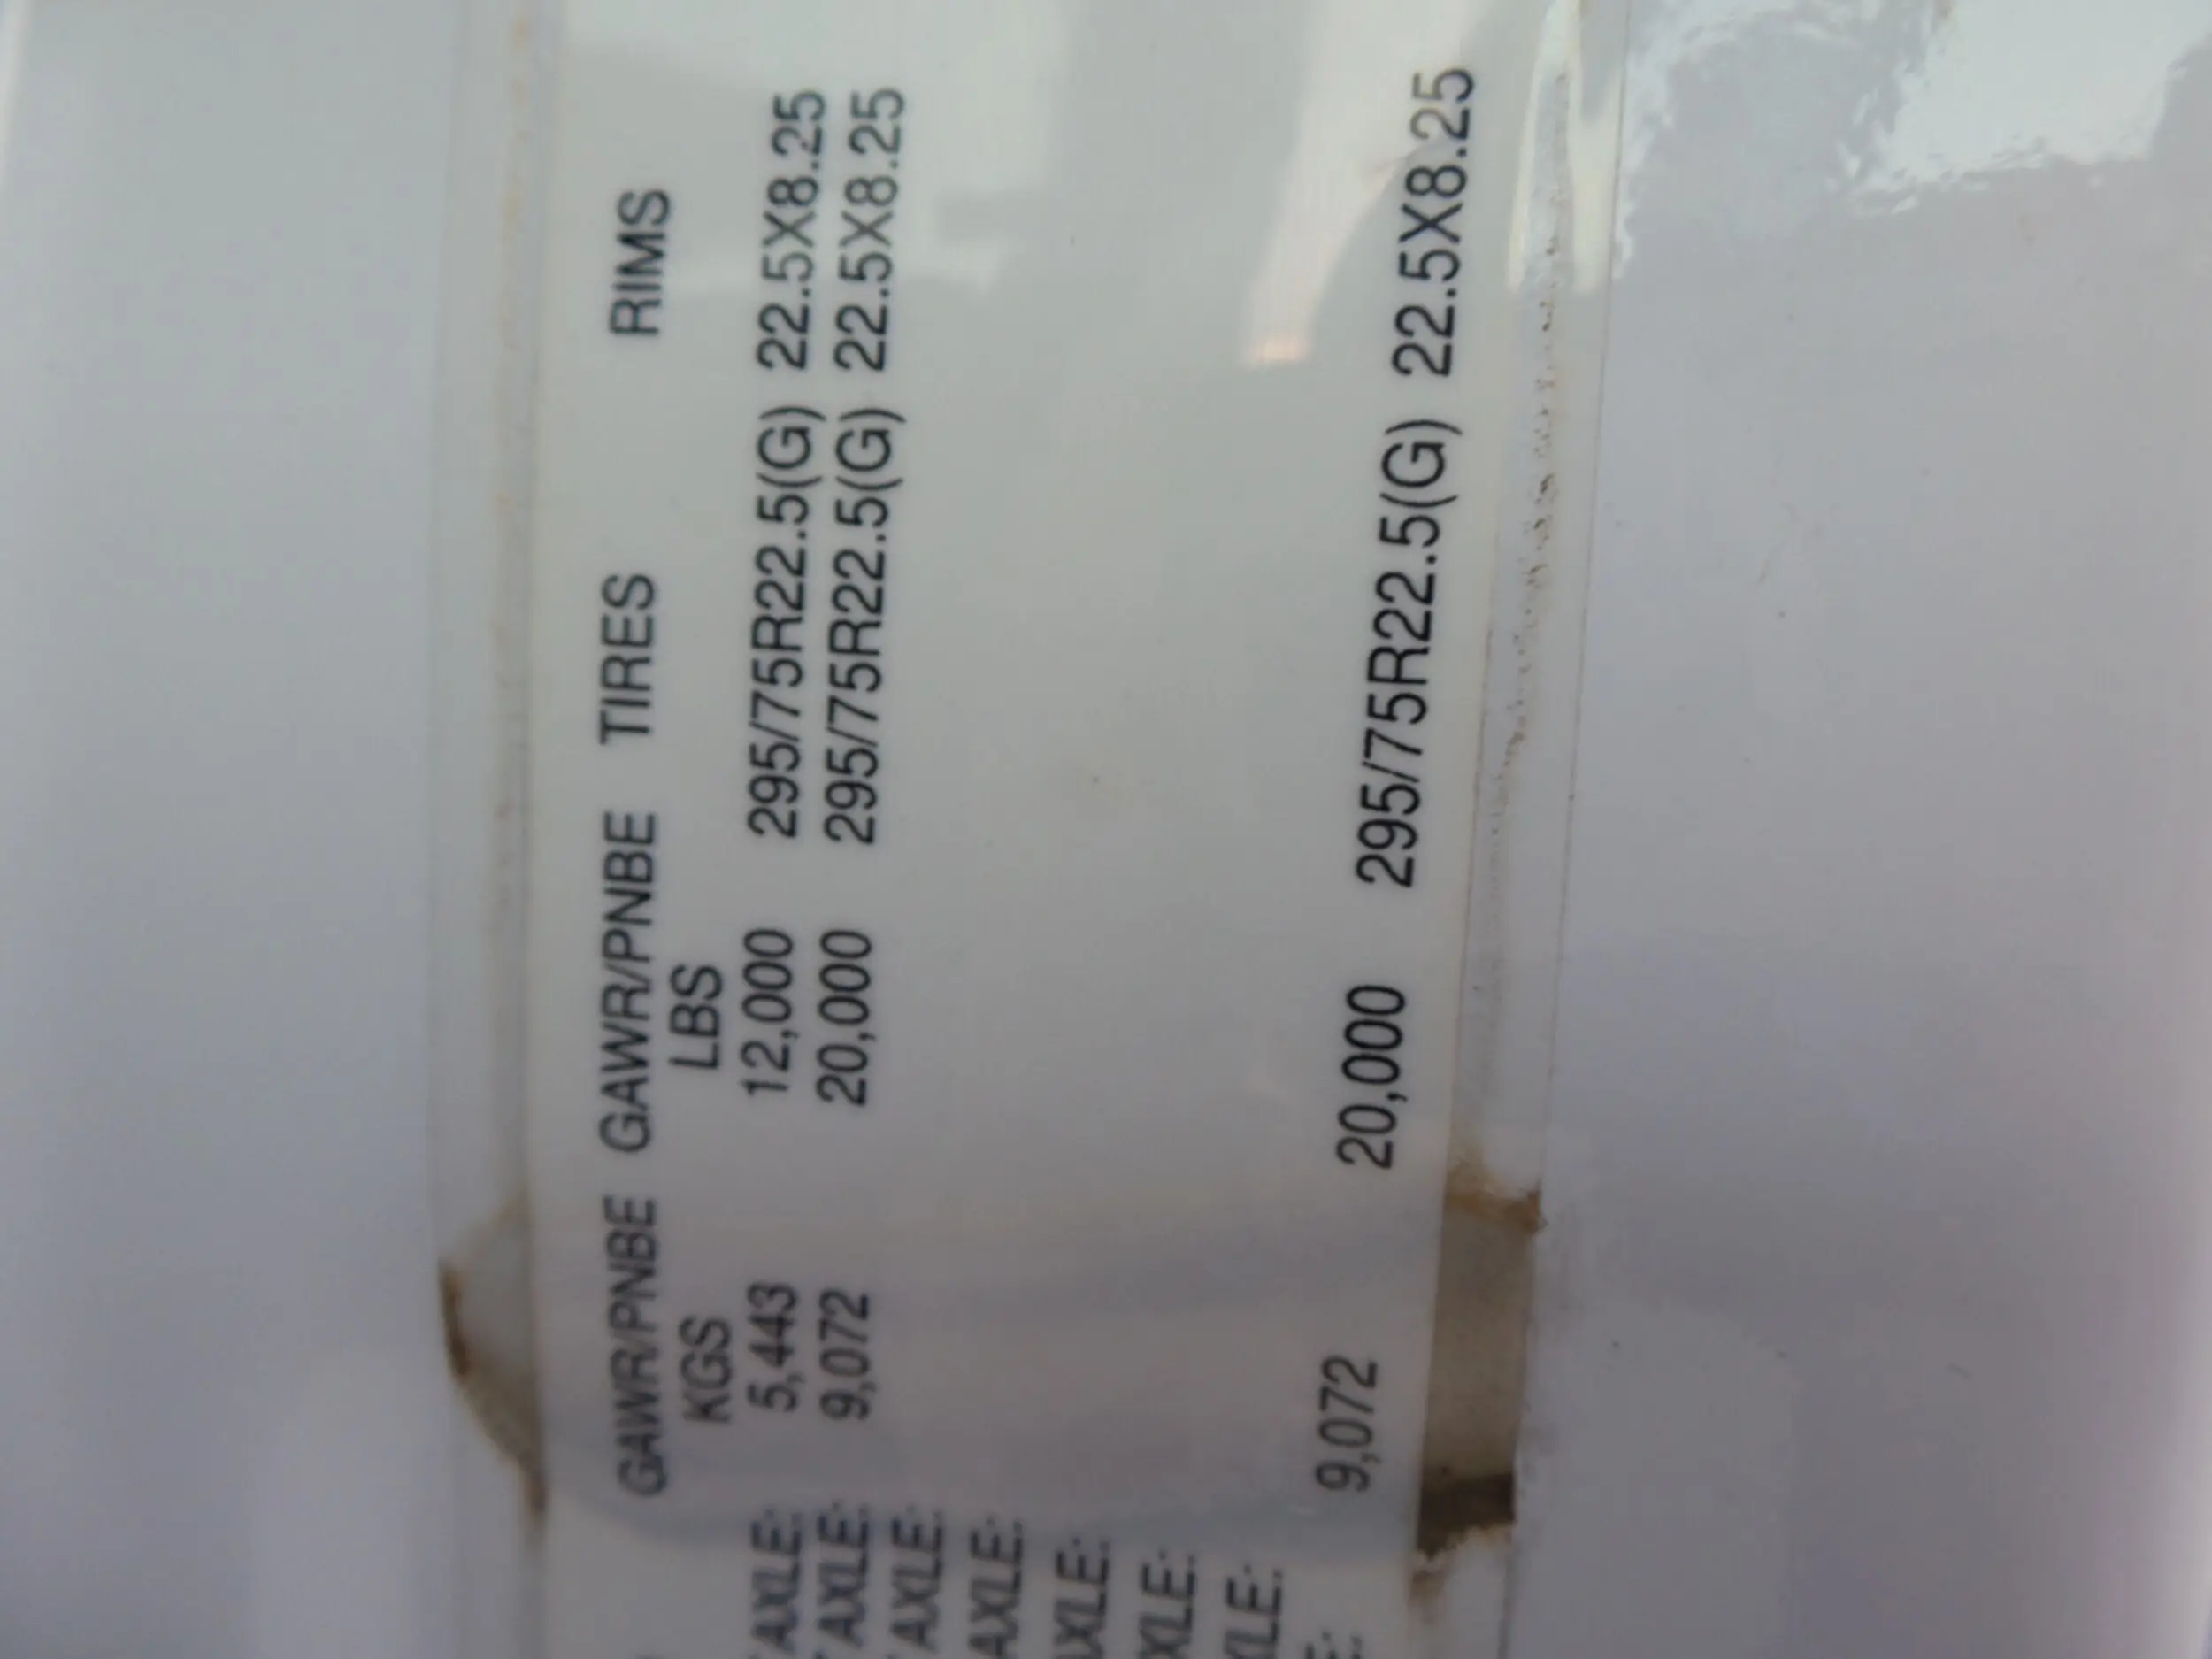 GAWR/PNBE GAWR/PNBE TIRES RIMS
KGS LBS
AXLE: 5,443 12,000 295/75R22.5(G) 22.5X8.25
AXLE: 9,072 20,000 295/75R22.5(G) 22.5X8.25
AXLE:
AXLE:
AXLE:
XLE:
XLE:
E: 9,072 20,000 295/75R22.5(G) 22.5X8.25